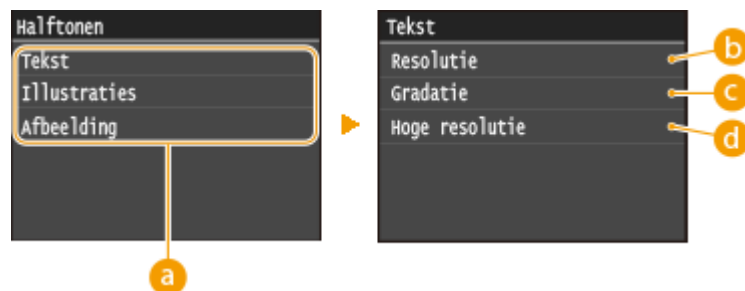 Halftonen
Tekst
Illustraties
Afbeelding
a
Tekst
Resolutie
Gradatie
Hoge resolutie
b
c
d